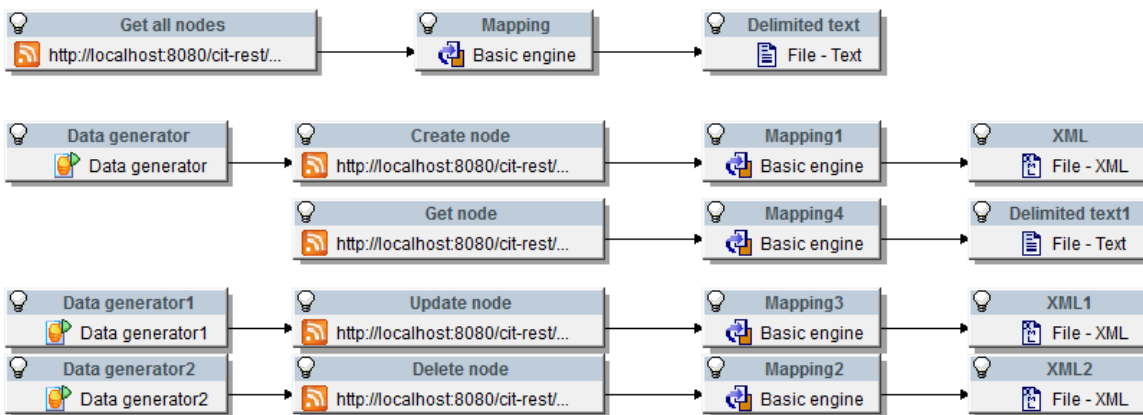 Get all nodes
http://localhost:8080/cit-rest/...
Mapping
Basic engine
Delimited text
File - Text
Data generator
Data generator
Create node
http://localhost:8080/cit-rest/...
Mapping1
Basic engine
XML
File - XML
Get node
http://localhost:8080/cit-rest/...
Mapping4
Basic engine
Delimited text1
File - Text
Data generator1
Data generator1
Update node
http://localhost:8080/cit-rest/...
Mapping3
Basic engine
XML1
File - XML
Data generator2
Data generator2
Delete node
http://localhost:8080/cit-rest/...
Mapping2
Basic engine
XML2
File - XML